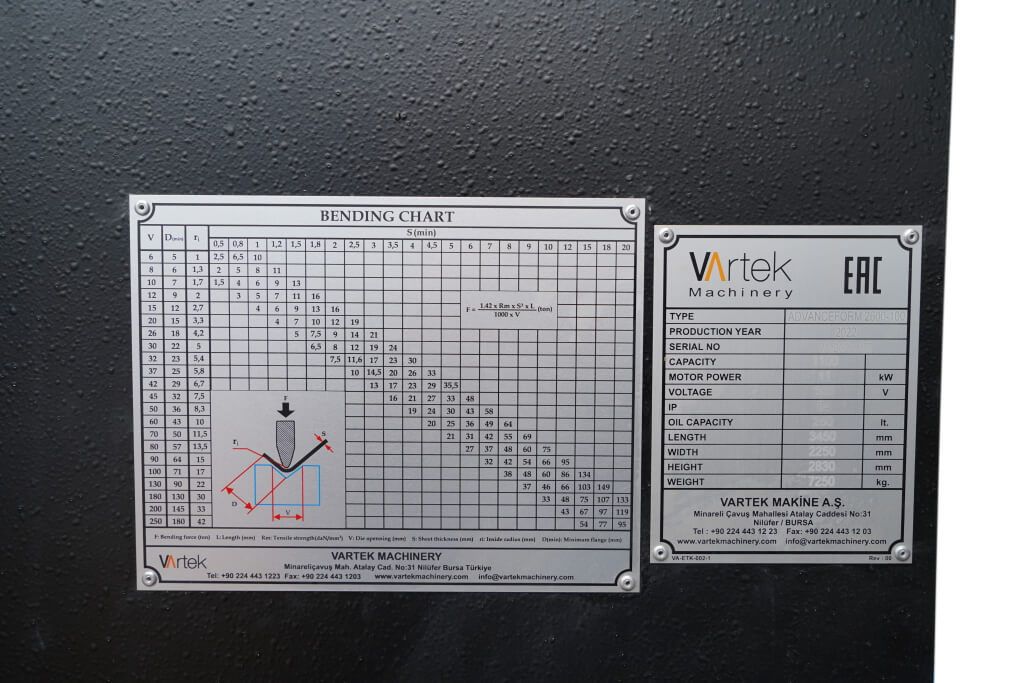 BENDING CHART
V D(min) ri S (min)
0,5 0,8 1 1,2 1,5 1,8 2 2,5 3 3,5 4 4,5 5 6 7 8 9 10 12 15 18 20
6 5 1 2,5 6,5 10
8 6 1,3 2 5 8 11
10 7 1,7 1,5 4 6 9 13
12 9 2 3 5 7 11 16
15 12 2,7 4 6 9 13 16
20 15 3,3 4 7 10 12 19
26 18 4,2 5 7,5 9 14 21
30 22 5 6,5 8 12 19 24
32 23 5,4 7,5 11,6 17 23 30
37 25 5,8 10 14,5 20 26 33
42 29 6,7 13 17 23 29 35,5
45 32 7,5 16 21 27 33 48
50 36 8,3 19 24 30 43 58
60 43 10 20 25 36 49 64
70 50 11,5 21 31 42 55 69
80 57 13,5 27 37 48 60 75
90 64 15 32 42 54 66 95
100 71 17 38 48 60 86 134
130 90 22 37 46 66 103 149
180 130 30 33 48 75 107 133
200 145 33 43 67 97 119
250 180 42 54 77 95
F = 1,42 x Rm x S² x L / 1000 x V (ton)
F
S
ri
D
V
F: Bending force (ton) L: Length (mm) Rm: Tensile strength(daN/mm²) V: Die openning (mm) S: Sheet thickness (mm) ri: Inside radius (mm) D(min): Minimum flange (mm)
VArtek
VARTEK MACHINERY
Minareliçavuş Mah. Atalay Cad. No:31 Nilüfer Bursa Türkiye
Tel: +90 224 443 1223 Fax: +90 224 443 1203 www.vartekmachinery.com info@vartekmachinery.com
VArtek
Machinery
EAC
TYPE ADVANCEFORM 2600-100
PRODUCTION YEAR 2022
SERIAL NO
CAPACITY
MOTOR POWER kW
VOLTAGE V
IP
OIL CAPACITY lt.
LENGTH 3450 mm
WIDTH 2250 mm
HEIGHT 2830 mm
WEIGHT 7250 kg.
VARTEK MAKİNE A.Ş.
Minareli Çavuş Mahallesi Atalay Caddesi No:31
Nilüfer / BURSA
Tel : +90 224 443 12 23 Fax : +90 224 443 12 03
www.vartekmachinery.com info@vartekmachinery.com
VA-ETK-002-1 Rev : 00